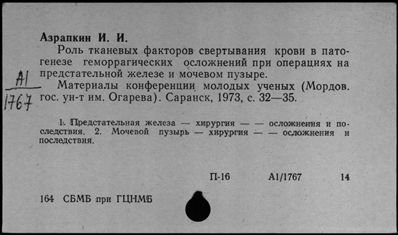 Азрапкин И. И.
Роль тканевых факторов свертывания крови в пато-
генезе геморрагических осложнений при операциях на
предстательной железе и мочевом пузыре.
Материалы конференции молодых ученых (Мордов.
гос. ун-т им. Огарева). Саранск, 1973, с. 32—35.
А1
1767
1. Предстательная железа — хирургия — — осложнения и по-
следствия. 2. Мочевой пузырь — хирургия — — осложнения и
последствия.
П-16 А1/1767 14
164 СБМБ при ГЦНМБ